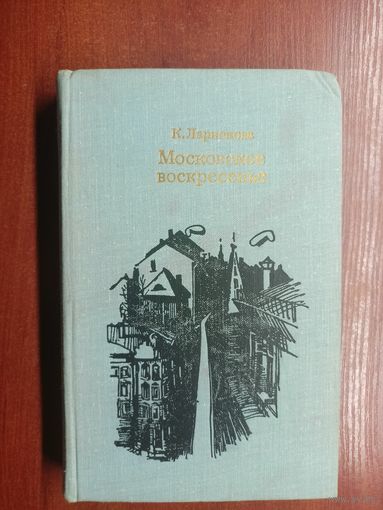 К. Ларионова
Московское
воскресенье